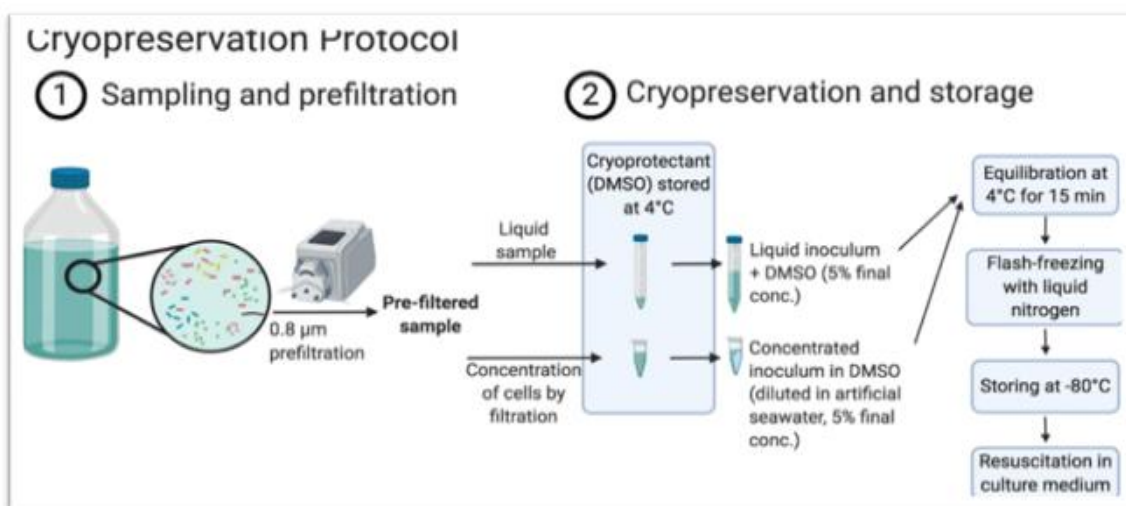 Cryopreservation Protocol
1 Sampling and prefiltration
0.8 µm
prefiltration
Pre-filtered
sample
2 Cryopreservation and storage
Liquid
sample
Concentration
of cells by
filtration
Cryoprotectant
(DMSO) stored
at 4°C
Liquid inoculum
+ DMSO (5% final
conc.)
Concentrated
inoculum in DMSO
(diluted in artificial
seawater, 5% final
conc.)
Equilibration at
4°C for 15 min
Flash-freezing
with liquid
nitrogen
Storing at -80°C
Resuscitation in
culture medium